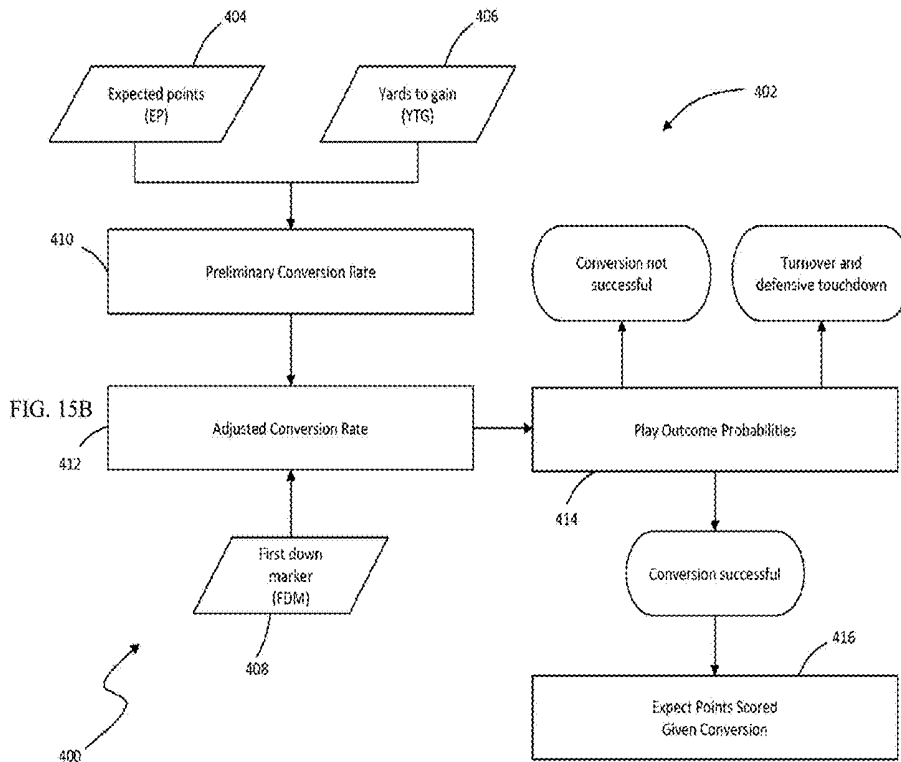 404
406
Expected points
(EP)
Yards to gain
(YTG)
402
410
Preliminary Conversion Rate
Conversion not
successful
Turnover and
defensive touchdown
FIG. 15B
412
Adjusted Conversion Rate
Play Outcome Probabilities
414
First down
marker
(FDM)
408
Conversion successful
416
Expect Points Scored
Given Conversion
400